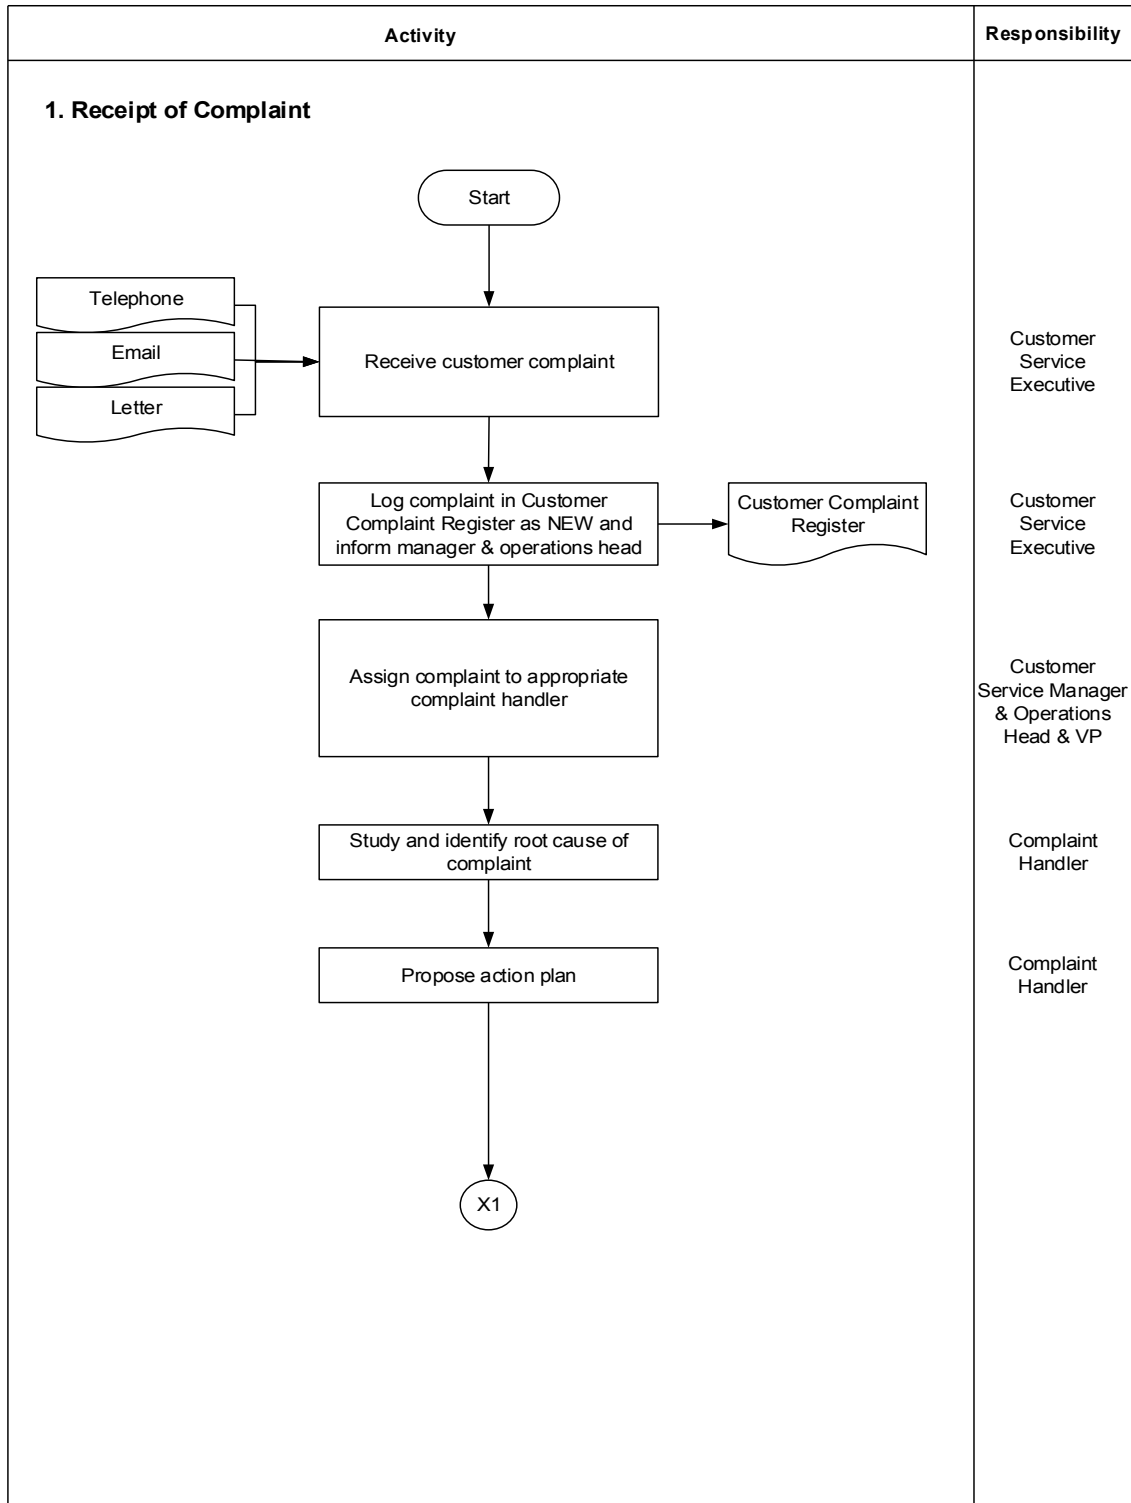 Activity
Responsibility
1. Receipt of Complaint
Start
Telephone
Email
Letter
Receive customer complaint
Customer
Service
Executive
Log complaint in Customer
Complaint Register as NEW and
inform manager & operations head
Customer Complaint
Register
Customer
Service
Executive
Assign complaint to appropriate
complaint handler
Customer
Service Manager
& Operations
Head & VP
Study and identify root cause of
complaint
Complaint
Handler
Propose action plan
Complaint
Handler
X1